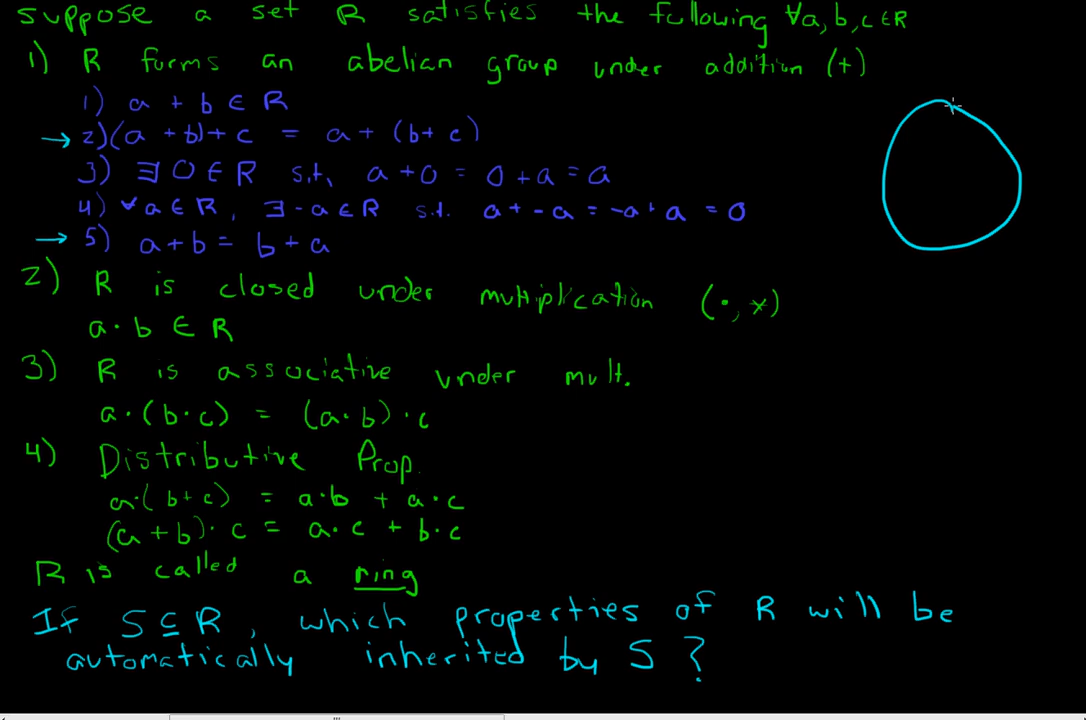 suppose a set R satisfies the following ∀a, b, c ∈ R
1) R forms an abelian group under addition (+)
1) a + b ∈ R
→ 2) (a + b) + c = a + (b + c)
3) ∃ 0 ∈ R s.t. a + 0 = 0 + a = a
4) ∀ a ∈ R, ∃ -a ∈ R s.t. a + -a = -a + a = 0
→ 5) a + b = b + a
2) R is closed under multiplication (·, ×)
a · b ∈ R
3) R is associative under mult.
a · (b · c) = (a · b) · c
4) Distributive Prop.
a · (b + c) = a · b + a · c
(a + b) · c = a · c + b · c
R is called a ring
If S ⊆ R, which properties of R will be
automatically inherited by S ?